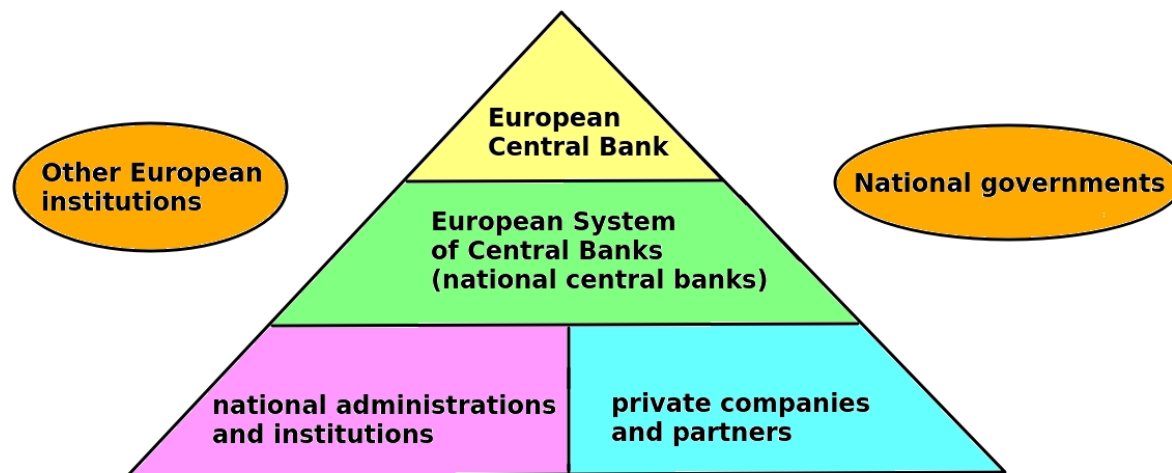 European
Central Bank
Other European
institutions
National governments
European System
of Central Banks
(national central banks)
national administrations
and institutions
private companies
and partners